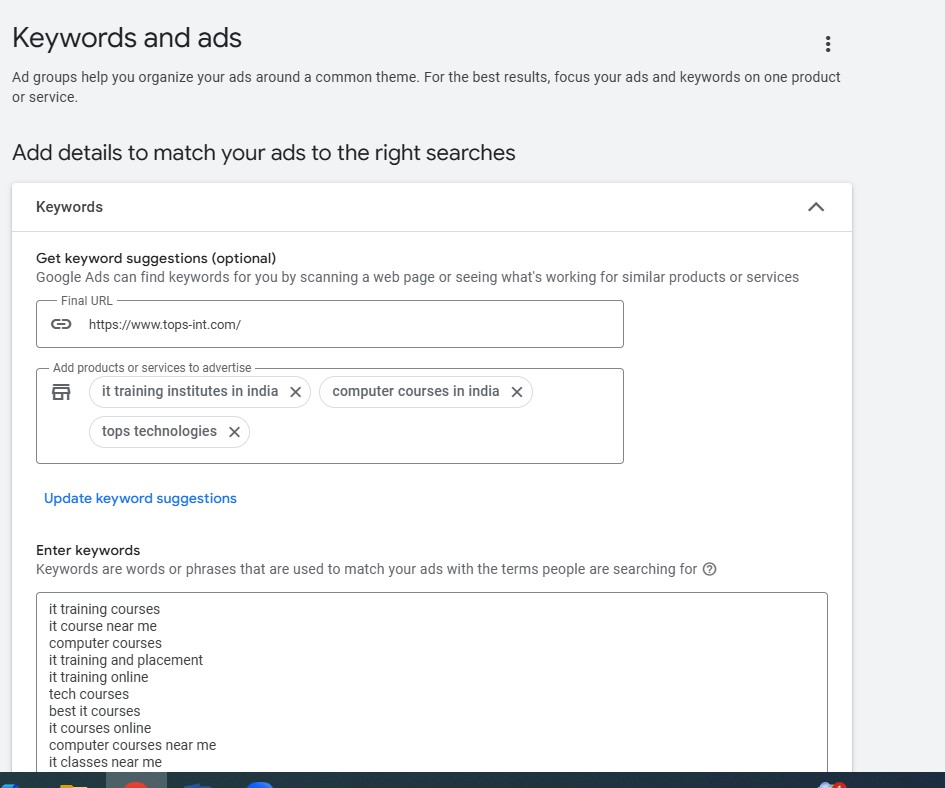 Keywords and ads
Ad groups help you organize your ads around a common theme. For the best results, focus your ads and keywords on one product
or service.
Add details to match your ads to the right searches
Keywords
Get keyword suggestions (optional)
Google Ads can find keywords for you by scanning a web page or seeing what's working for similar products or services
Final URL
https://www.tops-int.com/
Add products or services to advertise
it training institutes in india
computer courses in india
tops technologies
Update keyword suggestions
Enter keywords
Keywords are words or phrases that are used to match your ads with the terms people are searching for
it training courses
it course near me
computer courses
it training and placement
it training online
tech courses
best it courses
it courses online
computer courses near me
it classes near me